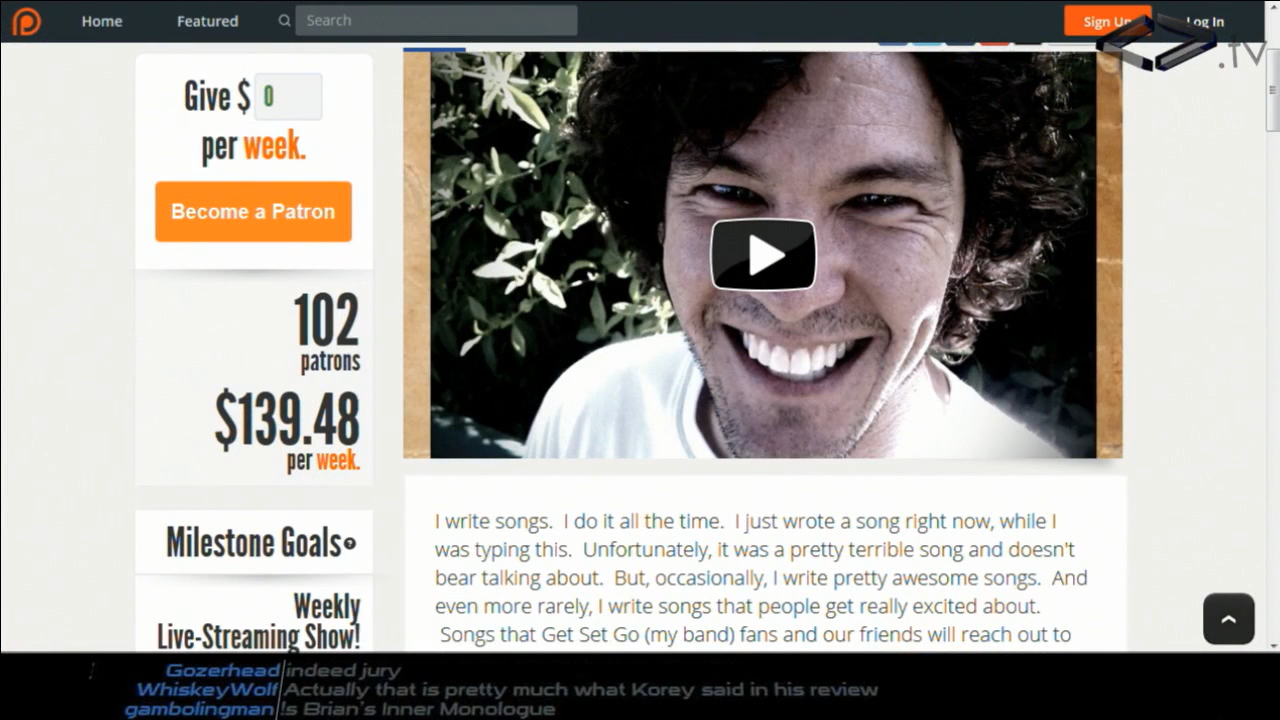 Home Featured Search Sign Up Log In
.tv
Give $ 0
per week.
Become a Patron
102
patrons
$139.48
per week.
Milestone Goals
Weekly
Live-Streaming Show!
I write songs. I do it all the time. I just wrote a song right now, while I
was typing this. Unfortunately, it was a pretty terrible song and doesn't
bear talking about. But, occasionally, I write pretty awesome songs. And
even more rarely, I write songs that people get really excited about.
Songs that Get Set Go (my band) fans and our friends will reach out to
Gozerhead indeed jury
WhiskeyWolf Actually that is pretty much what Korey said in his review
gambolingman Is Brian's Inner Monologue